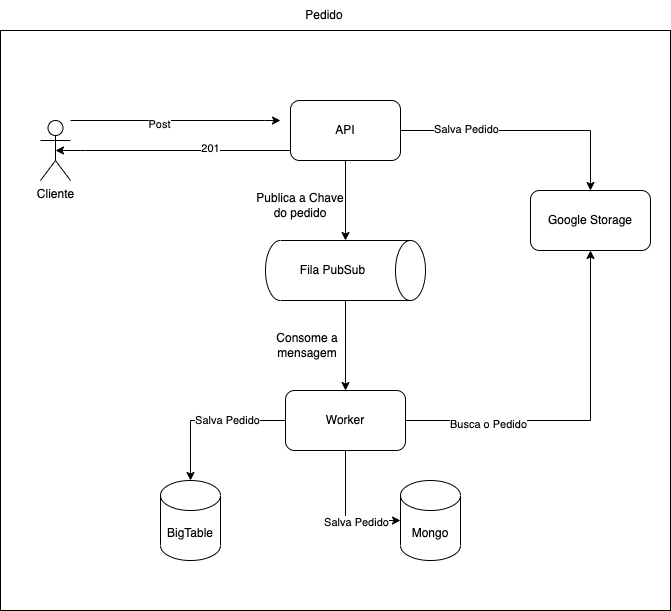 Pedido
Post
API
Salva Pedido
201
Cliente
Publica a Chave
do pedido
Google Storage
Fila PubSub
Consome a
mensagem
Salva Pedido
Worker
Busca o Pedido
Salva Pedido
BigTable
Mongo